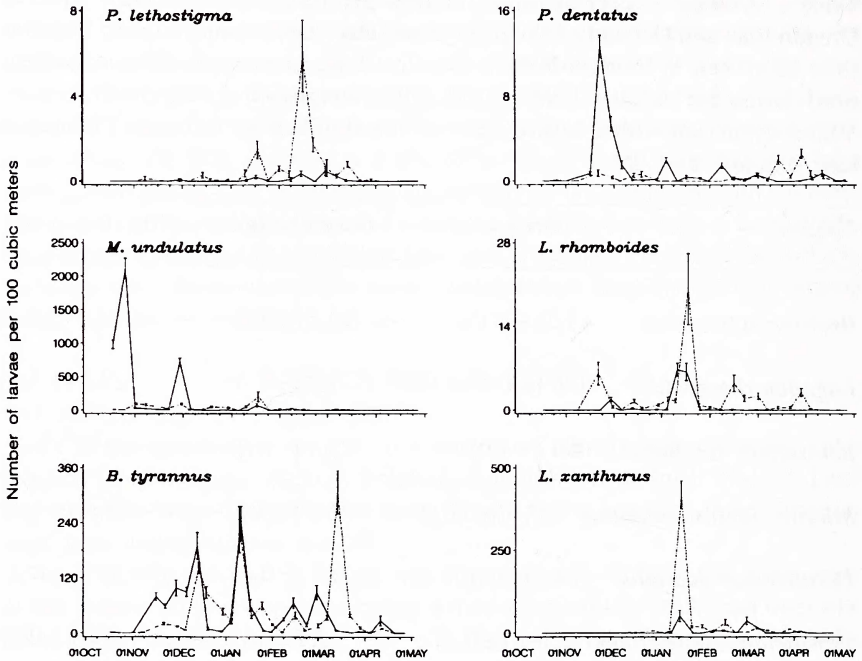 Number of larvae per 100 cubic meters
P. lethostigma
8
4
0
P. dentatus
16
8
0
M. undulatus
2500
2000
1500
1000
500
0
L. rhomboides
28
14
0
B. tyrannus
360
240
120
0
L. xanthurus
500
250
0
01OCT 01NOV 01DEC 01JAN 01FEB 01MAR 01APR 01MAY
01OCT 01NOV 01DEC 01JAN 01FEB 01MAR 01APR 01MAY